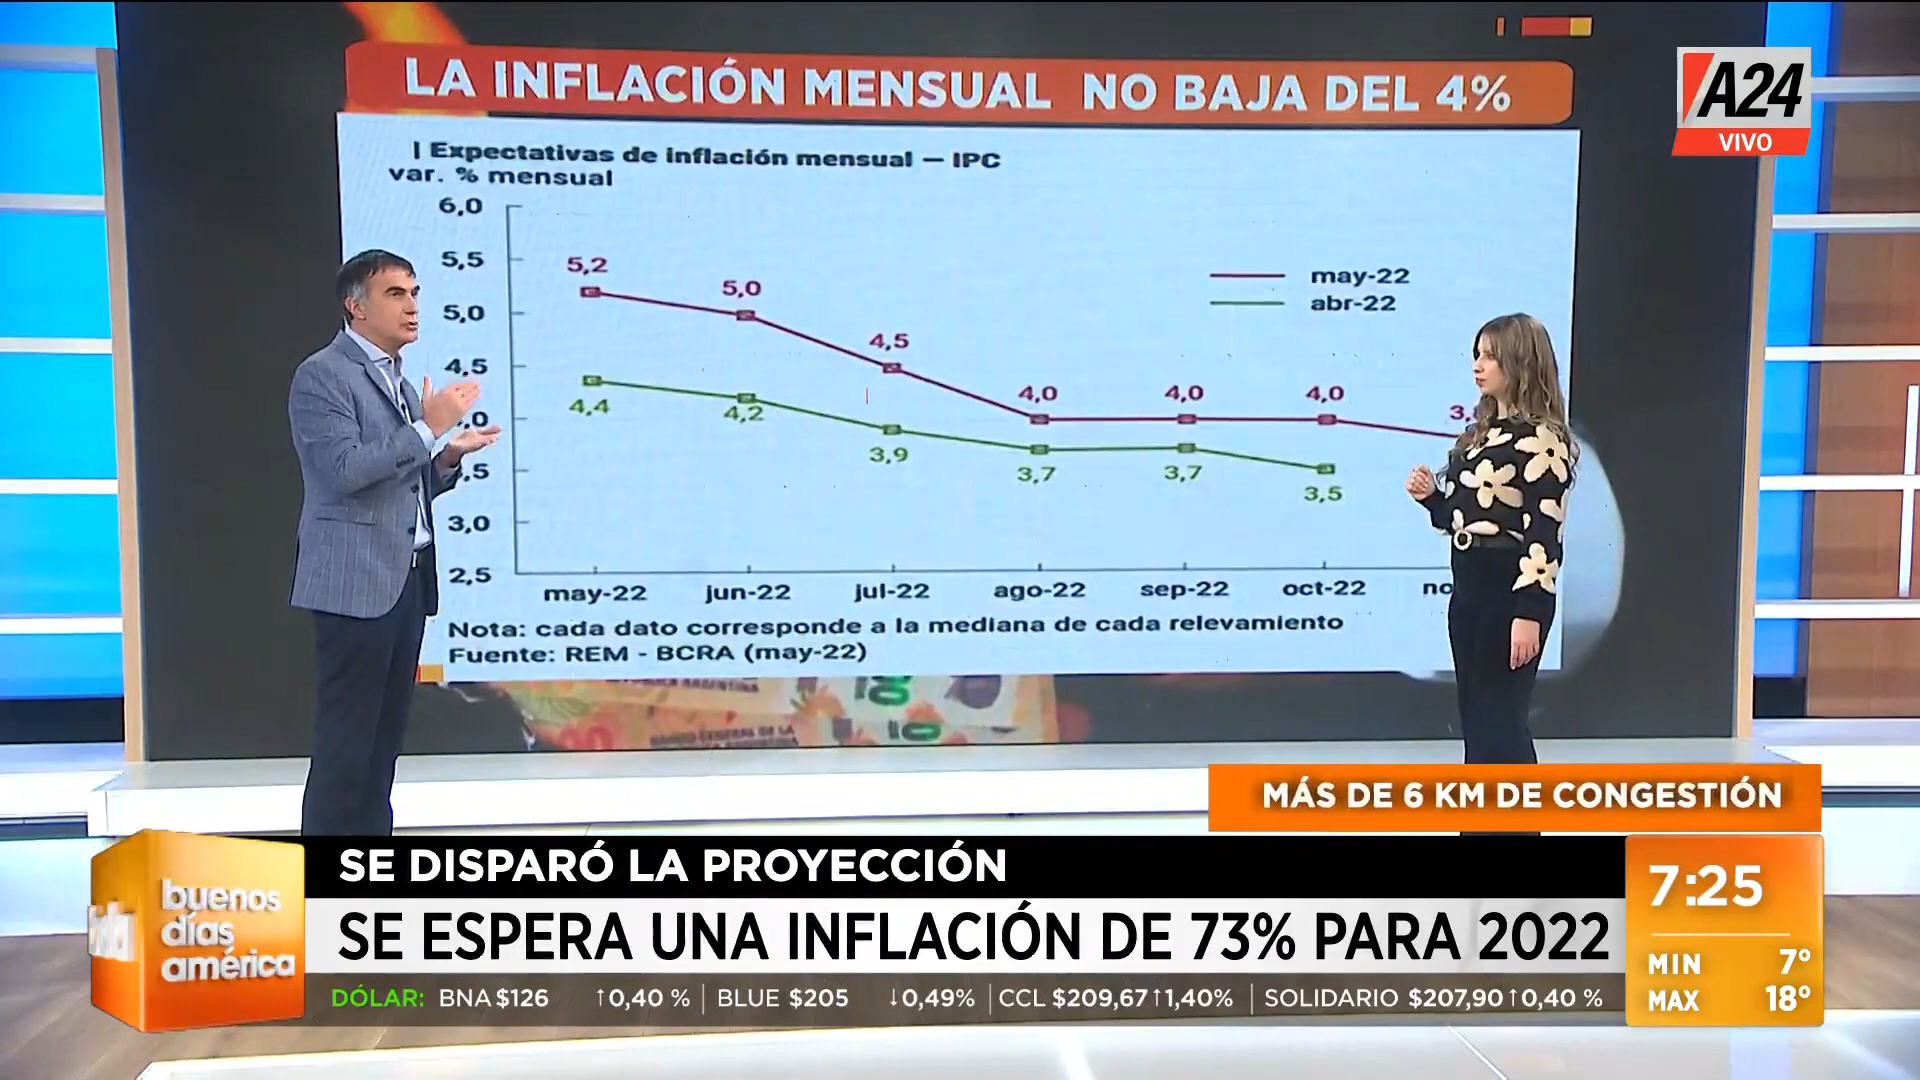 LA INFLACIÓN MENSUAL NO BAJA DEL 4%
A24
VIVO
| Expectativas de inflación mensual — IPC
var. % mensual
6,0
5,5
5,0
4,5
3,0
2,5
5,2
5,0
4,5
4,0
4,0
4,0
4,4
4,2
3,9
3,7
3,7
3,5
may-22
abr-22
may-22 jun-22 jul-22 ago-22 sep-22 oct-22 no
Nota: cada dato corresponde a la mediana de cada relevamiento
Fuente: REM - BCRA (may-22)
MÁS DE 6 KM DE CONGESTIÓN
buenos
días
américa
SE DISPARÓ LA PROYECCIÓN
SE ESPERA UNA INFLACIÓN DE 73% PARA 2022
7:25
MIN 7°
MAX 18°
DÓLAR: BNA $126 ↑0,40 % | BLUE $205 ↓0,49% | CCL $209,67 ↑1,40% | SOLIDARIO $207,90 ↑0,40 %